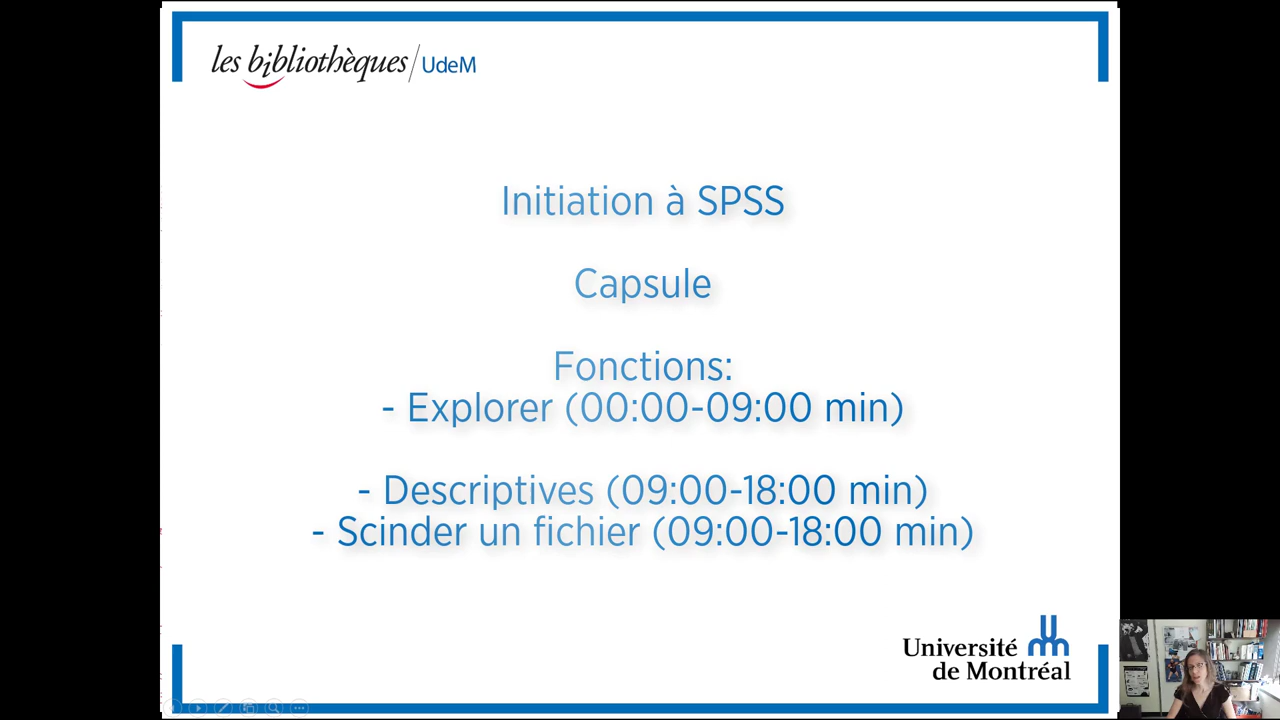 les bibliothèques/UdeM
Initiation à SPSS
Capsule
Fonctions:
- Explorer (00:00-09:00 min)
- Descriptives (09:00-18:00 min)
- Scinder un fichier (09:00-18:00 min)
Université
de Montréal